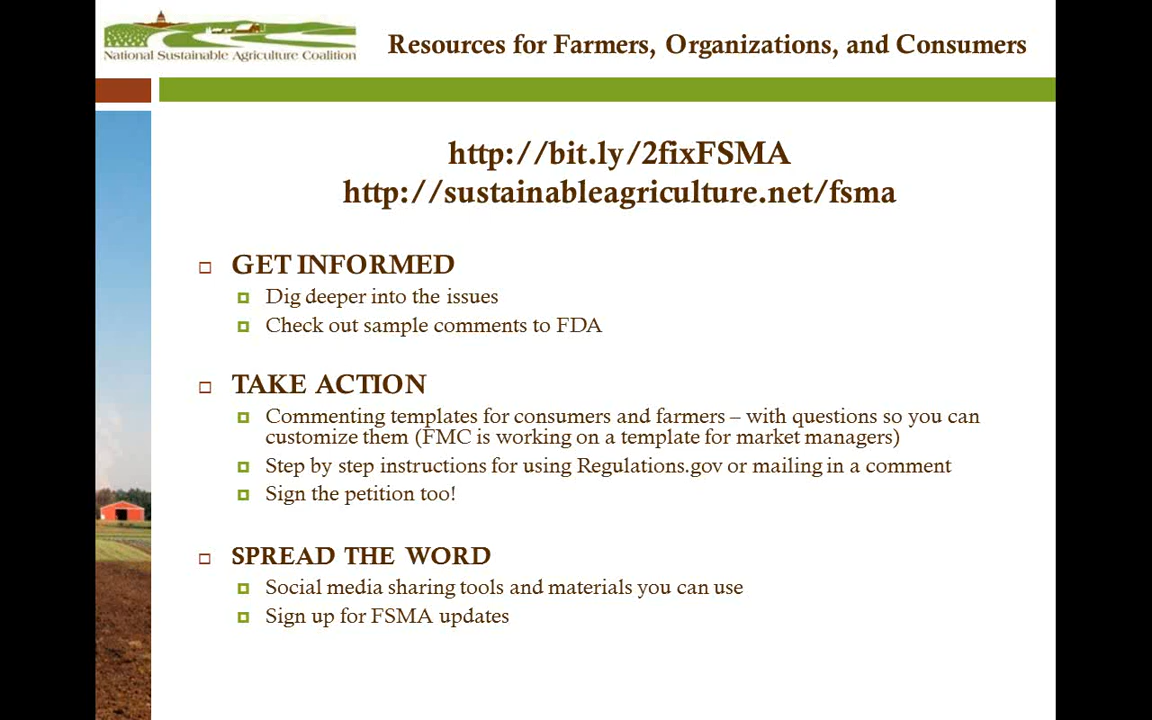 National Sustainable Agriculture Coalition
Resources for Farmers, Organizations, and Consumers
http://bit.ly/2fixFSMA
http://sustainableagriculture.net/fsma
GET INFORMED
Dig deeper into the issues
Check out sample comments to FDA
TAKE ACTION
Commenting templates for consumers and farmers – with questions so you can
customize them (FMC is working on a template for market managers)
Step by step instructions for using Regulations.gov or mailing in a comment
Sign the petition too!
SPREAD THE WORD
Social media sharing tools and materials you can use
Sign up for FSMA updates